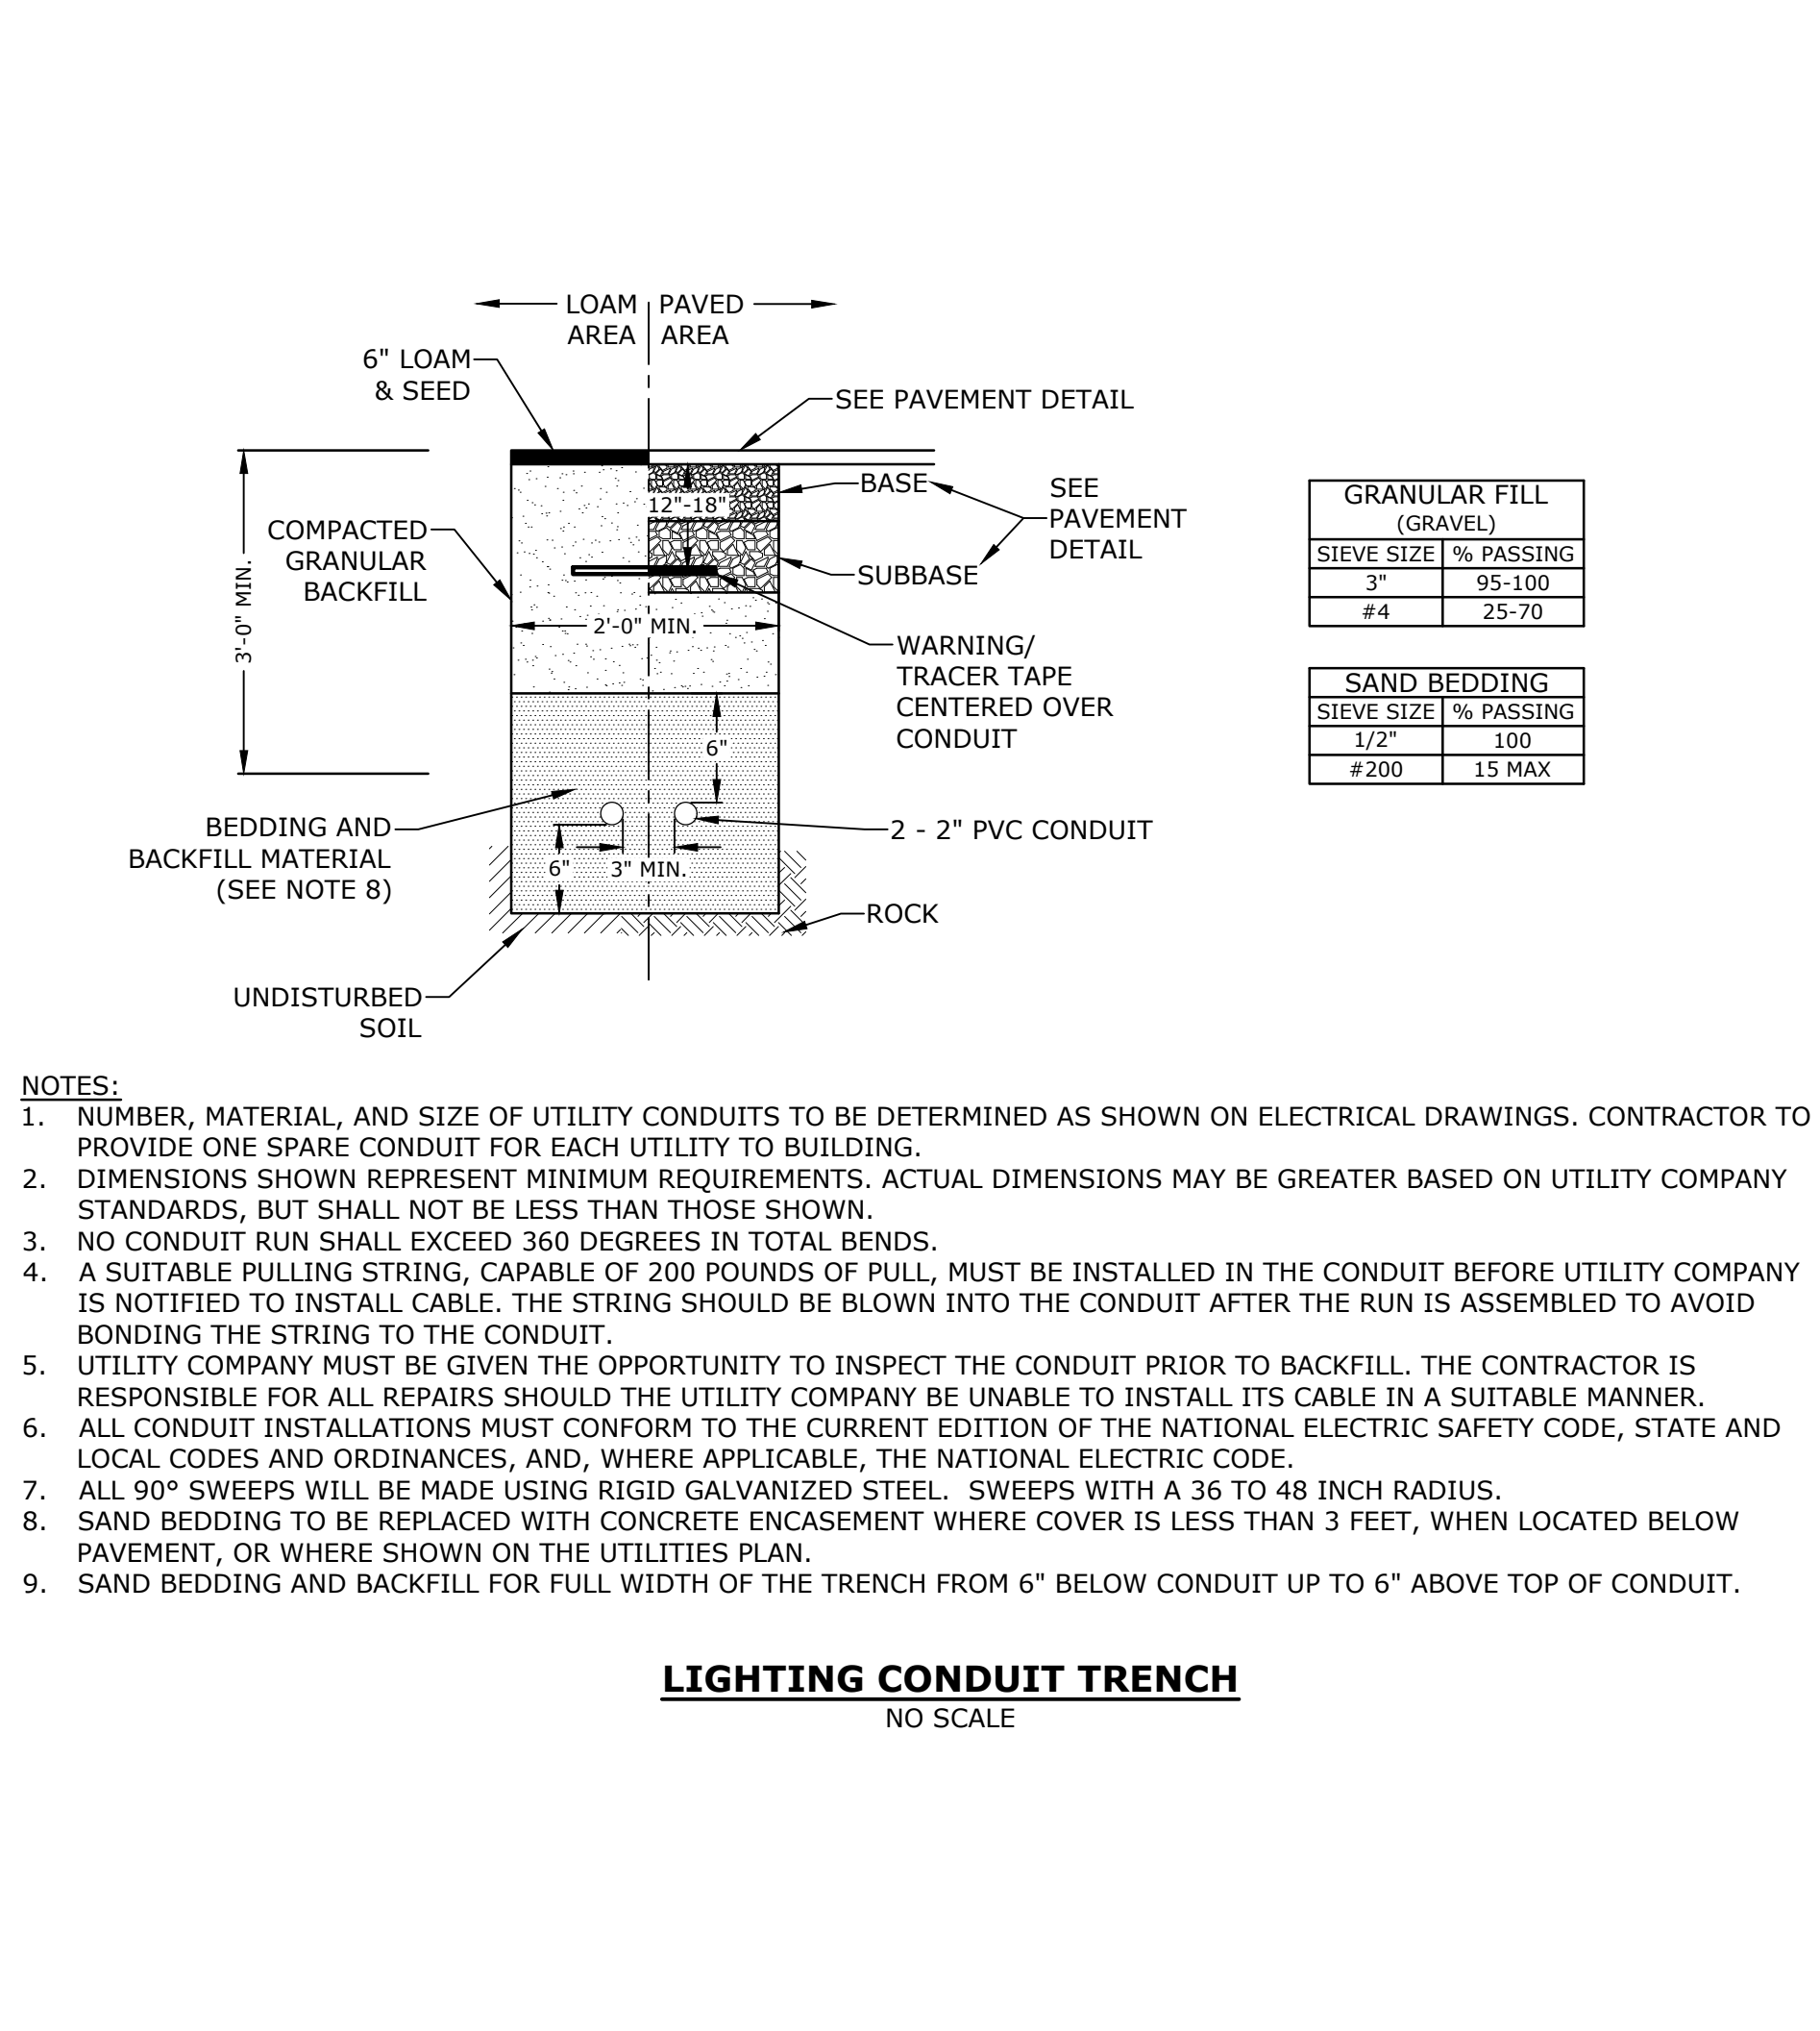 LOAM PAVED
AREA AREA
6" LOAM
& SEED
SEE PAVEMENT DETAIL
BASE
SEE
PAVEMENT
DETAIL
12"-18"
COMPACTED
GRANULAR
BACKFILL
SUBBASE
3'-0" MIN.
2'-0" MIN.
WARNING/
TRACER TAPE
CENTERED OVER
CONDUIT
6"
BEDDING AND
BACKFILL MATERIAL
(SEE NOTE 8)
2 - 2" PVC CONDUIT
6"
3" MIN.
ROCK
UNDISTURBED
SOIL
GRANULAR FILL
(GRAVEL)
SIEVE SIZE % PASSING
3" 95-100
#4 25-70
SAND BEDDING
SIEVE SIZE % PASSING
1/2" 100
#200 15 MAX
NOTES:
1. NUMBER, MATERIAL, AND SIZE OF UTILITY CONDUITS TO BE DETERMINED AS SHOWN ON ELECTRICAL DRAWINGS. CONTRACTOR TO
PROVIDE ONE SPARE CONDUIT FOR EACH UTILITY TO BUILDING.
2. DIMENSIONS SHOWN REPRESENT MINIMUM REQUIREMENTS. ACTUAL DIMENSIONS MAY BE GREATER BASED ON UTILITY COMPANY
STANDARDS, BUT SHALL NOT BE LESS THAN THOSE SHOWN.
3. NO CONDUIT RUN SHALL EXCEED 360 DEGREES IN TOTAL BENDS.
4. A SUITABLE PULLING STRING, CAPABLE OF 200 POUNDS OF PULL, MUST BE INSTALLED IN THE CONDUIT BEFORE UTILITY COMPANY
IS NOTIFIED TO INSTALL CABLE. THE STRING SHOULD BE BLOWN INTO THE CONDUIT AFTER THE RUN IS ASSEMBLED TO AVOID
BONDING THE STRING TO THE CONDUIT.
5. UTILITY COMPANY MUST BE GIVEN THE OPPORTUNITY TO INSPECT THE CONDUIT PRIOR TO BACKFILL. THE CONTRACTOR IS
RESPONSIBLE FOR ALL REPAIRS SHOULD THE UTILITY COMPANY BE UNABLE TO INSTALL ITS CABLE IN A SUITABLE MANNER.
6. ALL CONDUIT INSTALLATIONS MUST CONFORM TO THE CURRENT EDITION OF THE NATIONAL ELECTRIC SAFETY CODE, STATE AND
LOCAL CODES AND ORDINANCES, AND, WHERE APPLICABLE, THE NATIONAL ELECTRIC CODE.
7. ALL 90° SWEEPS WILL BE MADE USING RIGID GALVANIZED STEEL. SWEEPS WITH A 36 TO 48 INCH RADIUS.
8. SAND BEDDING TO BE REPLACED WITH CONCRETE ENCASEMENT WHERE COVER IS LESS THAN 3 FEET, WHEN LOCATED BELOW
PAVEMENT, OR WHERE SHOWN ON THE UTILITIES PLAN.
9. SAND BEDDING AND BACKFILL FOR FULL WIDTH OF THE TRENCH FROM 6" BELOW CONDUIT UP TO 6" ABOVE TOP OF CONDUIT.
LIGHTING CONDUIT TRENCH
NO SCALE